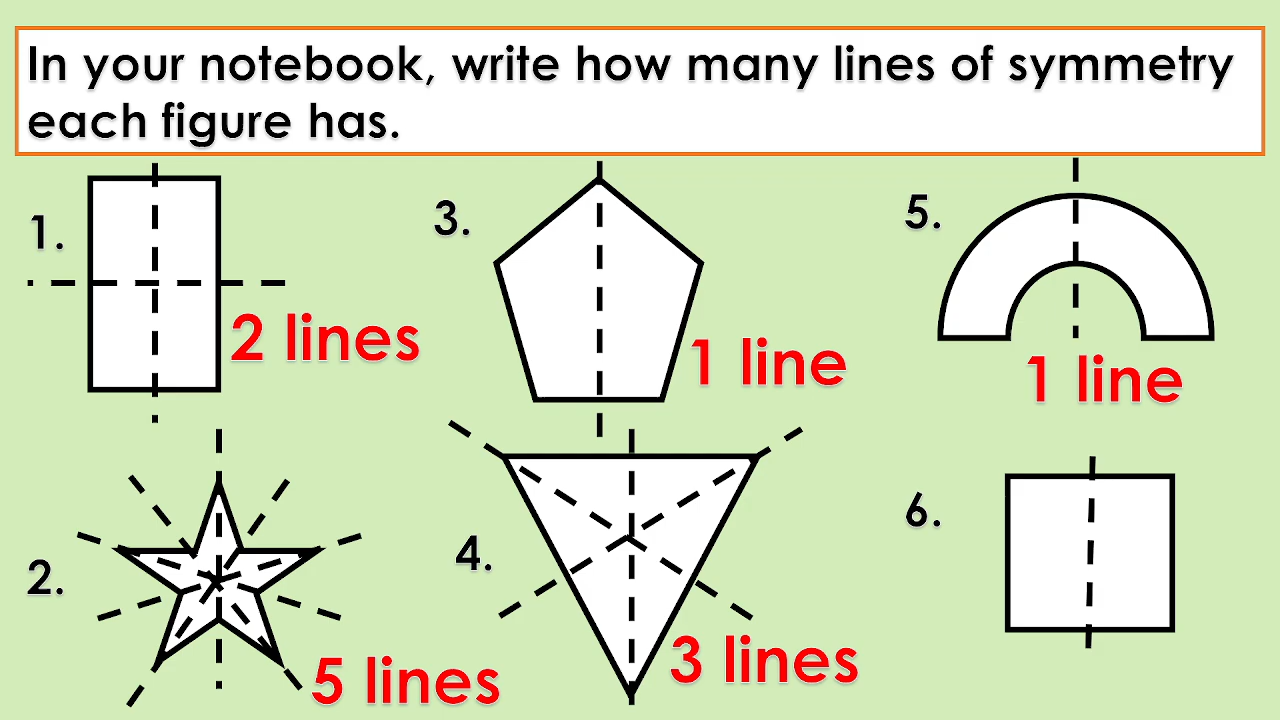 In your notebook, write how many lines of symmetry
each figure has.
1.
2 lines
2.
5 lines
3.
1 line
4.
3 lines
5.
1 line
6.